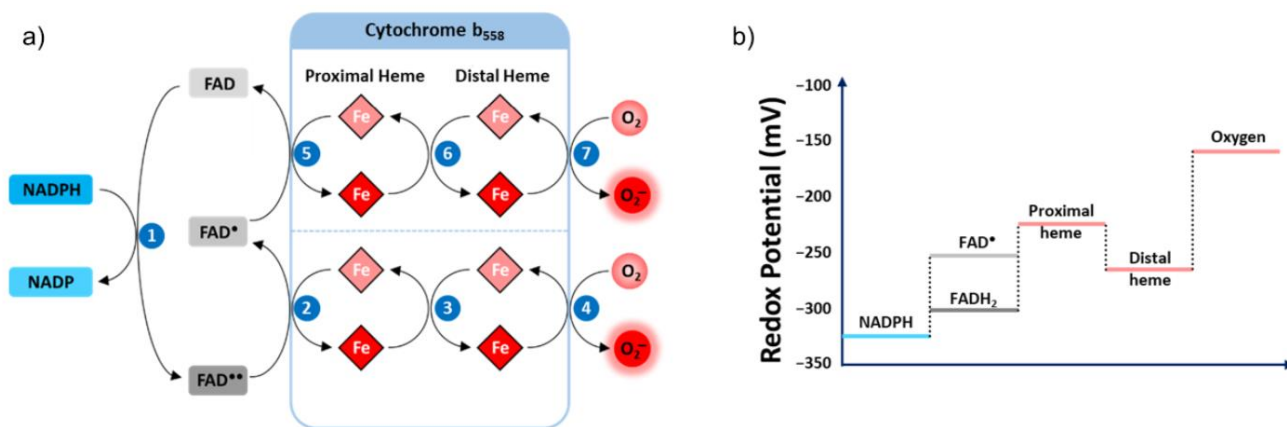 a)
Cytochrome b₅₅₈
Proximal Heme Distal Heme
FAD
Fe Fe O₂
5 6 7
NADPH
Fe Fe O₂⁻
1
FAD•
NADP
Fe Fe O₂
2 3 4
Fe Fe O₂⁻
FAD••
b)
Redox Potential (mV)
−100
−150
−200
−250
−300
−350
NADPH
FAD•
FADH₂
Proximal
heme
Distal
heme
Oxygen